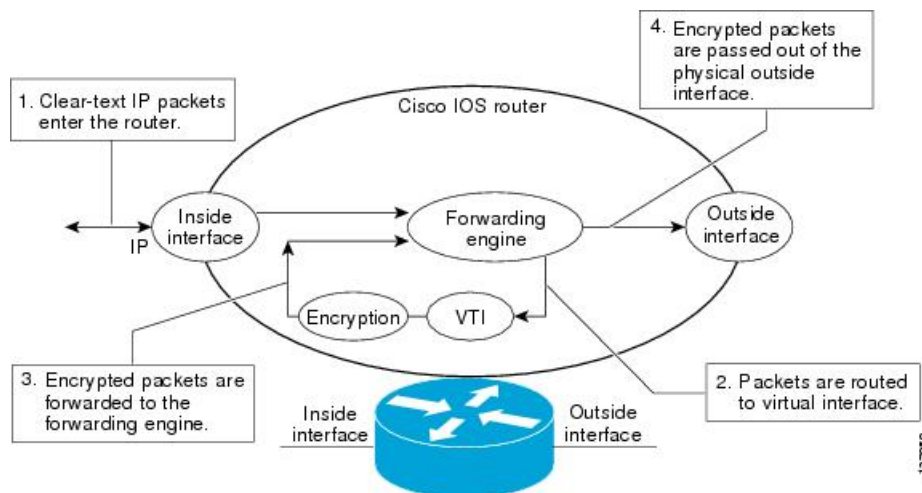 4. Encrypted packets
are passed out of the
physical outside
interface.
1. Clear-text IP packets
enter the router.
Cisco IOS router
Inside
interface
Forwarding
engine
Outside
interface
IP
Encryption
VTI
3. Encrypted packets are
forwarded to the
forwarding engine.
2. Packets are routed
to virtual interface.
Inside
interface
Outside
interface